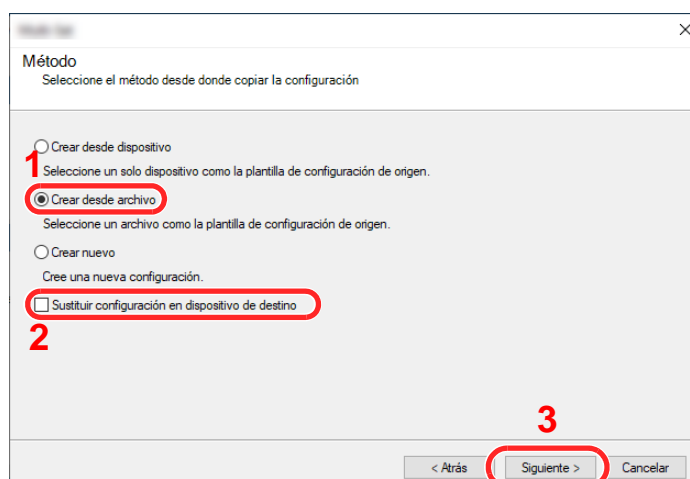 Método
Seleccione el método desde donde copiar la configuración
Crear desde dispositivo
1
Seleccione un solo dispositivo como la plantilla de configuración de origen.
Crear desde archivo
Seleccione un archivo como la plantilla de configuración de origen.
Crear nuevo
Cree una nueva configuración.
Sustituir configuración en dispositivo de destino
2
3
< Atrás Siguiente > Cancelar